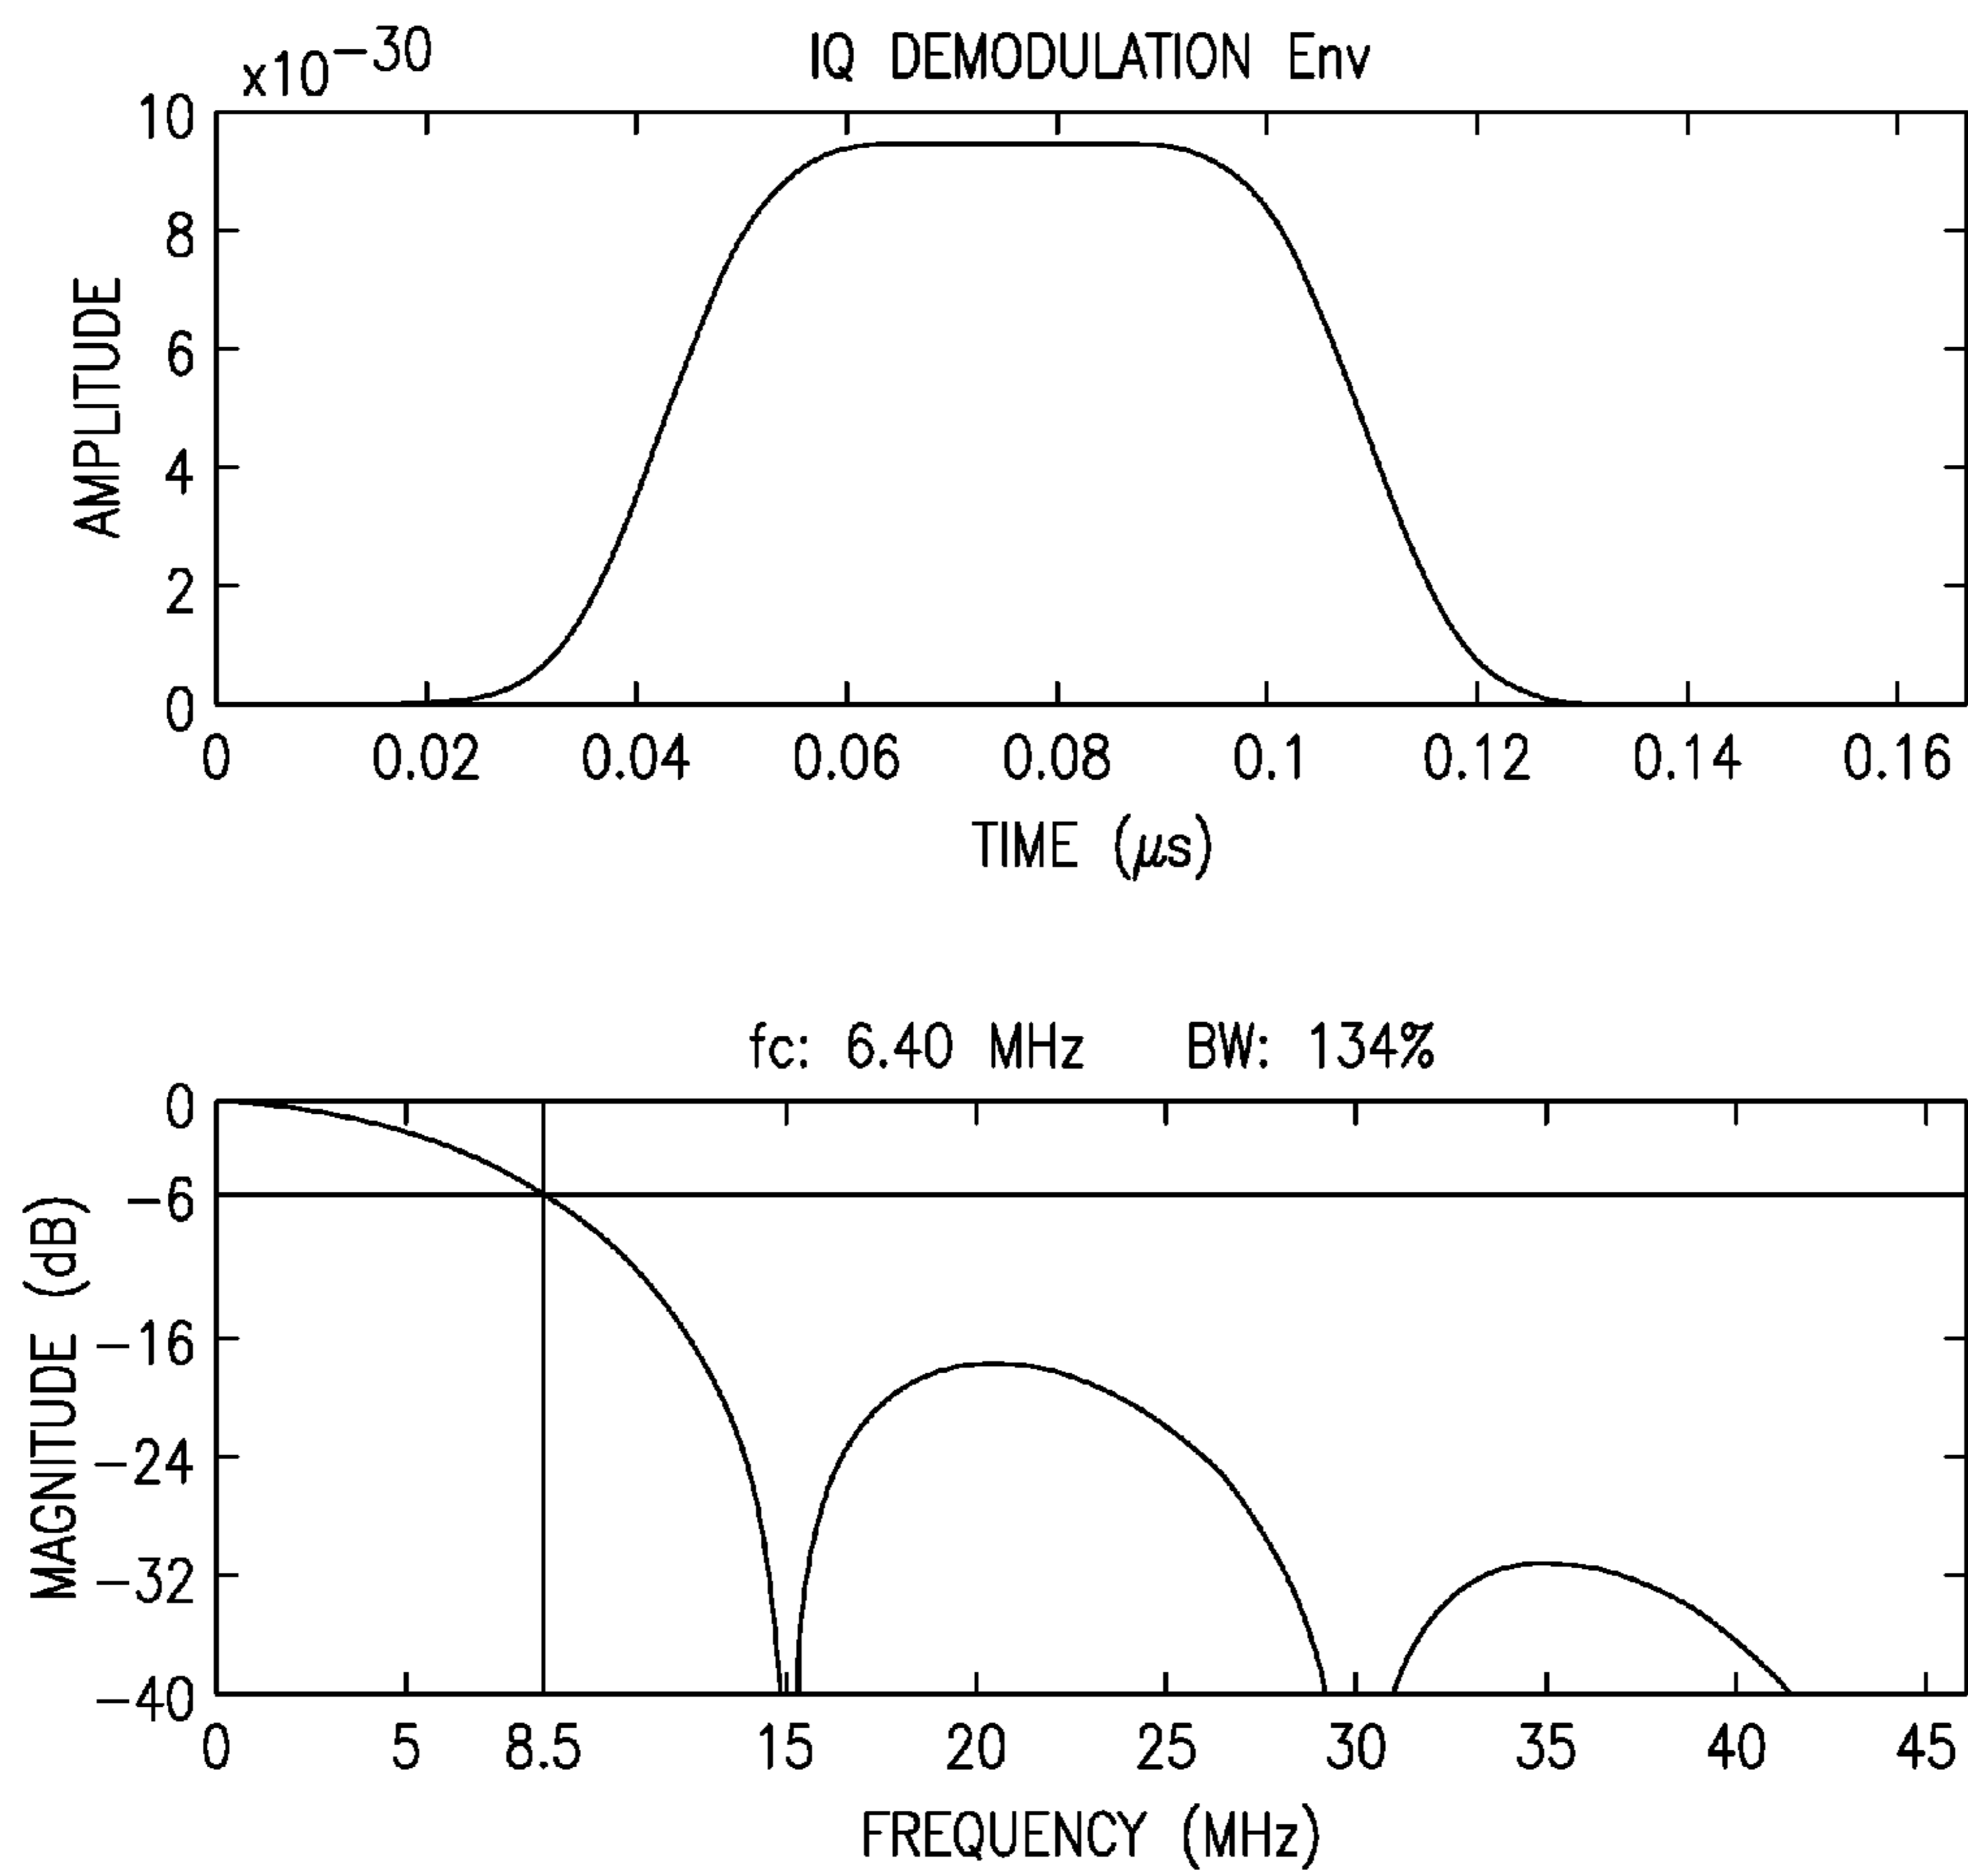 x10−30
IQ DEMODULATION Env
10
8
6
4
2
0
AMPLITUDE
0 0.02 0.04 0.06 0.08 0.1 0.12 0.14 0.16
TIME (μs)
fc: 6.40 MHz BW: 134%
0
−6
−16
−24
−32
−40
MAGNITUDE (dB)
0 5 8.5 15 20 25 30 35 40 45
FREQUENCY (MHz)